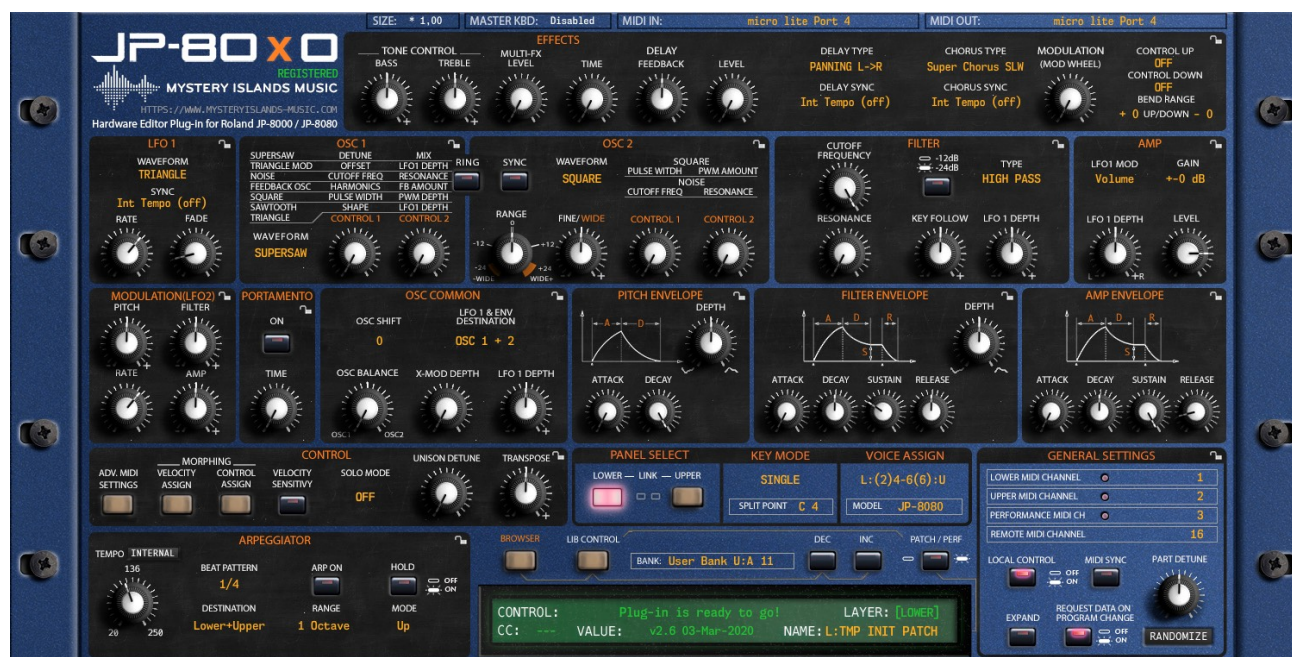 SIZE: * 1,00 MASTER KBD: Disabled MIDI IN: micro lite Port 4 MIDI OUT: micro lite Port 4
JP-80x0
REGISTERED
MYSTERY ISLANDS MUSIC
HTTPS://WWW.MYSTERYISLANDS-MUSIC.COM
Hardware Editor Plug-In for Roland JP-8000 / JP-8080
EFFECTS
TONE CONTROL
BASS TREBLE
MULTI-FX
LEVEL
TIME
DELAY
FEEDBACK
LEVEL
DELAY TYPE
PANNING L->R
DELAY SYNC
Int Tempo (off)
CHORUS TYPE
Super Chorus SLW
CHORUS SYNC
Int Tempo (off)
MODULATION
(MOD WHEEL)
CONTROL UP
OFF
CONTROL DOWN
OFF
BEND RANGE
+ 0 UP/DOWN - 0
LFO 1
WAVEFORM
TRIANGLE
SYNC
Int Tempo (off)
RATE FADE
OSC 1
SUPERSAW DETUNE MIX
TRIANGLE MOD OFFSET LFO1 DEPTH
NOISE CUTOFF FREQ RESONANCE
FEEDBACK OSC HARMONICS FB AMOUNT
SQUARE PULSE WIDTH PWM DEPTH
SAWTOOTH SHAPE LFO1 DEPTH
TRIANGLE
CONTROL 1 CONTROL 2
WAVEFORM
SUPERSAW
RING SYNC
OSC 2
WAVEFORM
SQUARE
SQUARE
PULSE WITDH PWM AMOUNT
NOISE
CUTOFF FREQ RESONANCE
RANGE
0
-12 +12
-24 +24
-WIDE WIDE+
FINE/WIDE
CONTROL 1 CONTROL 2
FILTER
CUTOFF
FREQUENCY
-12dB
-24dB
TYPE
HIGH PASS
RESONANCE KEY FOLLOW LFO 1 DEPTH
AMP
LFO1 MOD GAIN
Volume +-0 dB
LFO 1 DEPTH LEVEL
L R
MODULATION(LFO2)
PITCH FILTER
RATE AMP
PORTAMENTO
ON
TIME
OSC COMMON
OSC SHIFT
0
LFO 1 & ENV
DESTINATION
OSC 1 + 2
OSC BALANCE X-MOD DEPTH LFO 1 DEPTH
OSC1 OSC2
PITCH ENVELOPE
A D
DEPTH
ATTACK DECAY
FILTER ENVELOPE
A D R
S
DEPTH
ATTACK DECAY SUSTAIN RELEASE
AMP ENVELOPE
A D R
S
ATTACK DECAY SUSTAIN RELEASE
CONTROL
ADV. MIDI
SETTINGS
MORPHING
VELOCITY
ASSIGN
CONTROL
ASSIGN
VELOCITY
SENSITIVY
SOLO MODE
OFF
UNISON DETUNE TRANSPOSE
PANEL SELECT
LOWER — LINK — UPPER
KEY MODE
SINGLE
SPLIT POINT C 4
VOICE ASSIGN
L:(2)4-6(6):U
MODEL JP-8080
GENERAL SETTINGS
LOWER MIDI CHANNEL 1
UPPER MIDI CHANNEL 2
PERFORMANCE MIDI CH 3
REMOTE MIDI CHANNEL 16
LOCAL CONTROL
OFF
ON
MIDI SYNC
PART DETUNE
EXPAND
REQUEST DATA ON
PROGRAM CHANGE
OFF
ON
RANDOMIZE
ARPEGGIATOR
TEMPO INTERNAL
136
20 250
BEAT PATTERN
1/4
DESTINATION
Lower+Upper
ARP ON
RANGE
1 Octave
HOLD
OFF
ON
MODE
Up
BROWSER LIB CONTROL
BANK: User Bank U:A 11
DEC INC PATCH / PERF
CONTROL: Plug-in is ready to go! LAYER: [LOWER]
CC: --- VALUE: v2.6 03-Mar-2020 NAME: L:TMP INIT PATCH